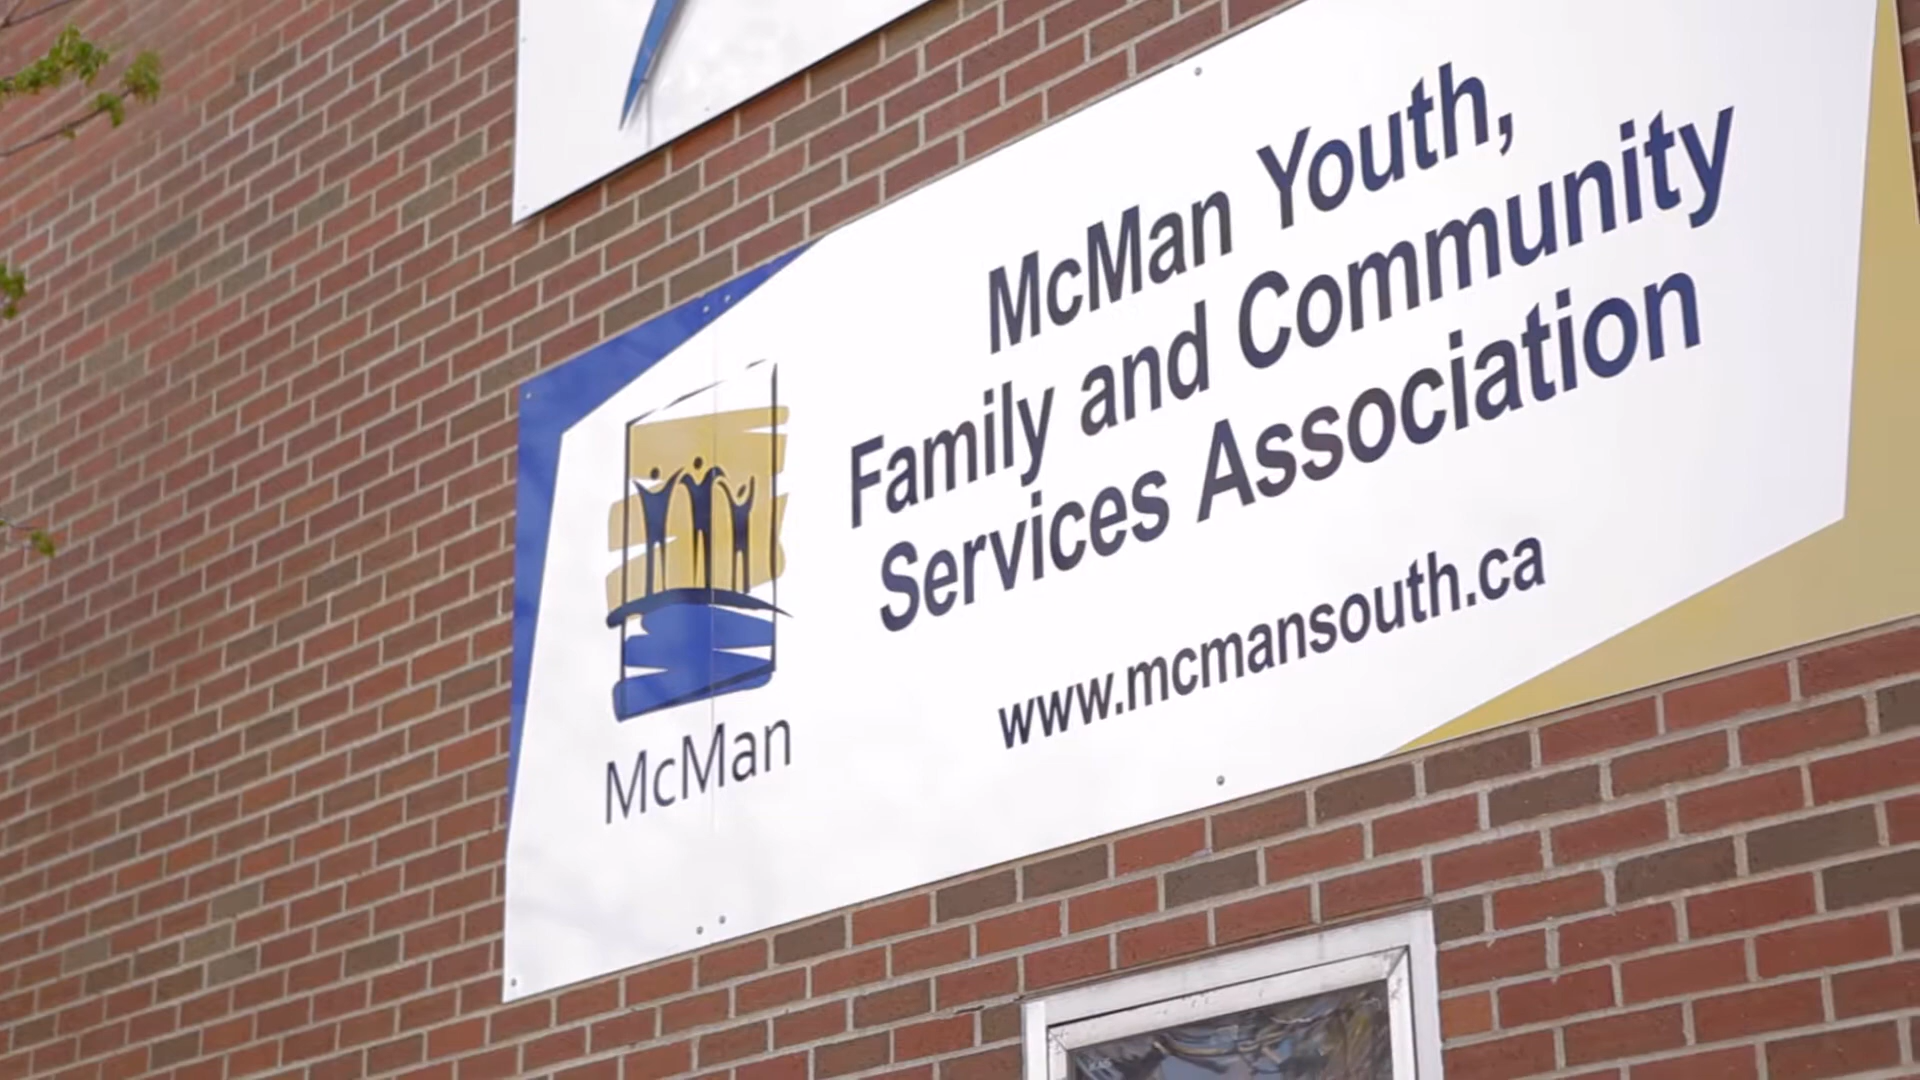 McMan Youth,
Family and Community
Services Association
www.mcmansouth.ca
McMan